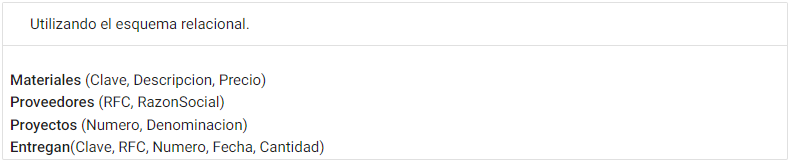 Utilizando el esquema relacional.
Materiales (Clave, Descripcion, Precio)
Proveedores (RFC, RazonSocial)
Proyectos (Numero, Denominacion)
Entregan(Clave, RFC, Numero, Fecha, Cantidad)